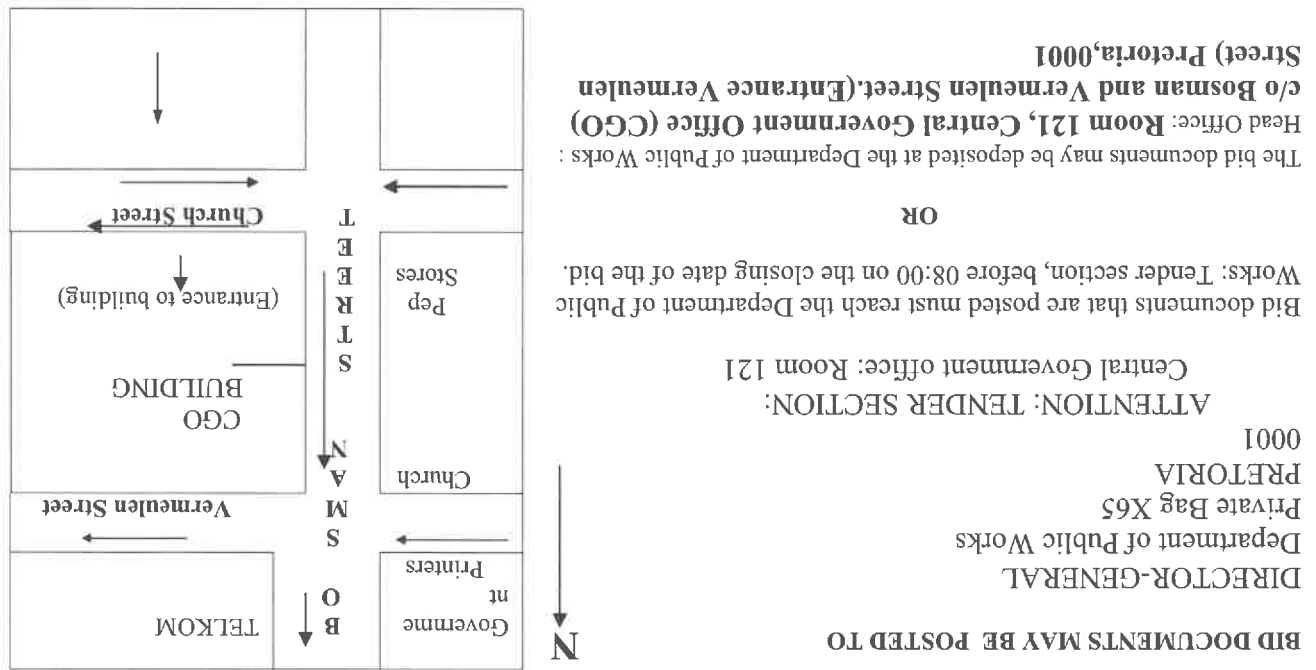 BID DOCUMENTS MAY BE POSTED TO
DIRECTOR-GENERAL
Department of Public Works
Private Bag X65
PRETORIA
0001
ATTENTION: TENDER SECTION:
Central Government office: Room 121
Bid documents that are posted must reach the Department of Public
Works: Tender section, before 08:00 on the closing date of the bid.
OR
The bid documents may be deposited at the Department of Public Works :
Head Office: Room 121, Central Government Office (CGO)
c/o Bosman and Vermeulen Street.(Entrance Vermeulen
Street) Pretoria,0001
N
Governme
nt
Printers
BOSMAN STREET
TELKOM
Vermeulen Street
Church
CGO
BUILDING
(Entrance to building)
Pep
Stores
Church Street